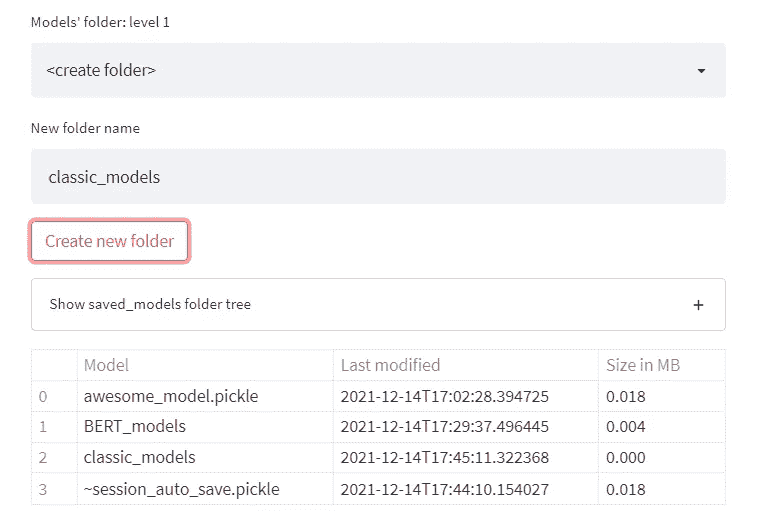 Models' folder: level 1
<create folder>
New folder name
classic_models
Create new folder
Show saved_models folder tree +
Model Last modified Size in MB
0 awesome_model.pickle 2021-12-14T17:02:28.394725 0.018
1 BERT_models 2021-12-14T17:29:37.496445 0.004
2 classic_models 2021-12-14T17:45:11.322368 0.000
3 ~session_auto_save.pickle 2021-12-14T17:44:10.154027 0.018